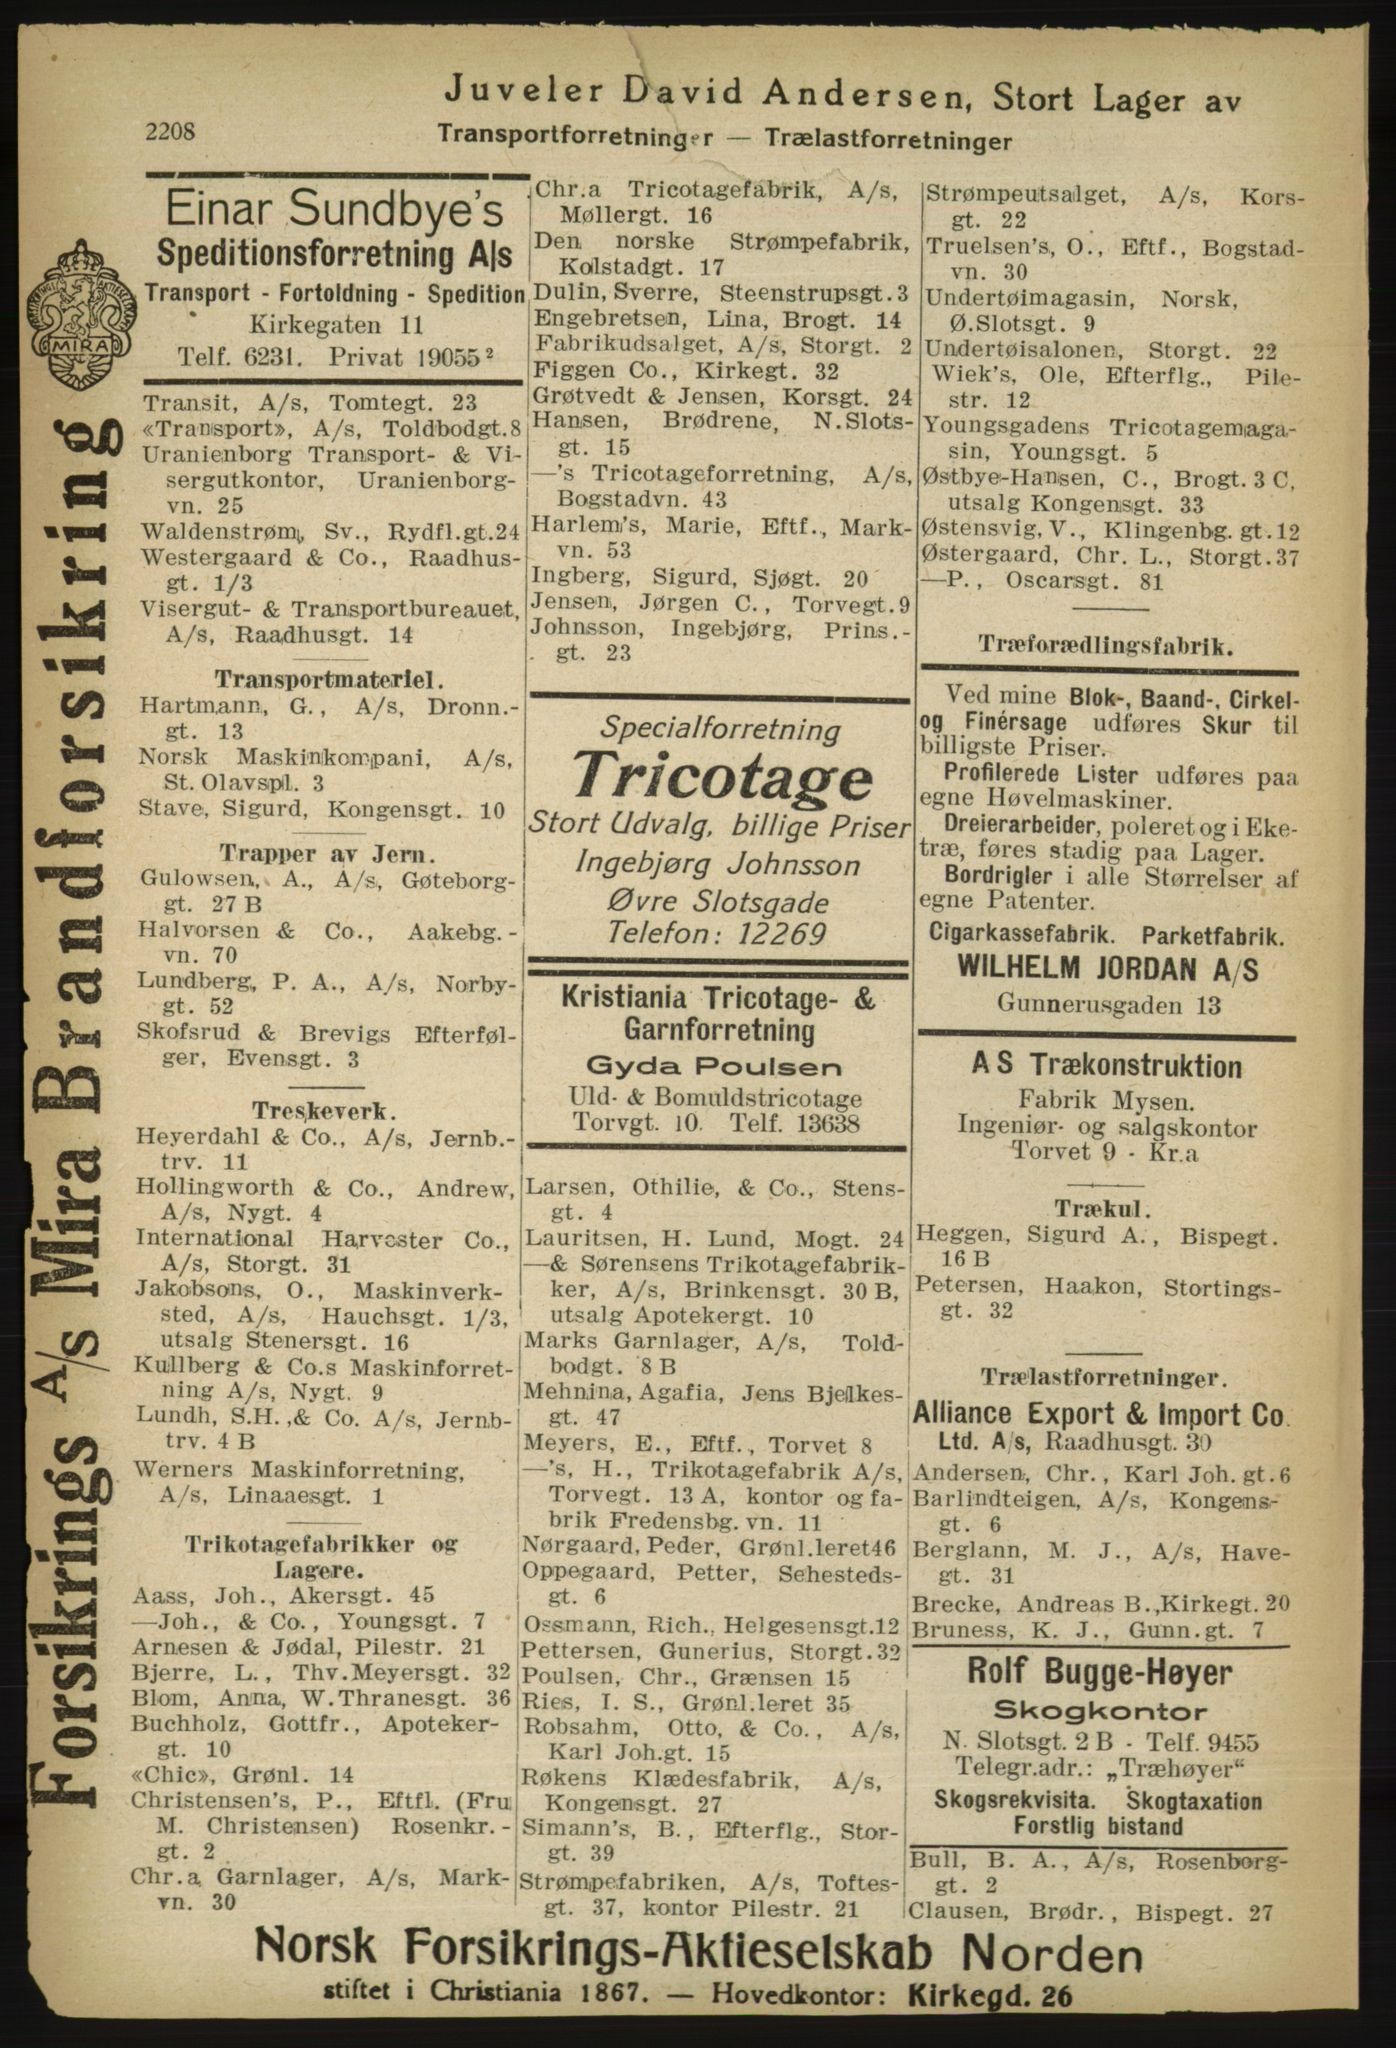 Juveler David Andersen, Stort Lager av
2208
Transportforretninger — Trælastforretninger
Forsikrings A/s Mira Brandforsikring
MIRA
Einar Sundbye's
Speditionsforretning A/s
Transport - Fortoldning - Spedition
Kirkegaten 11
Telf. 6231. Privat 19055²
Transit, A/s, Tomtegt. 23
«Transport», A/s, Toldbodgt.8
Uranienborg Transport- & Vi-
sergutkontor, Uranienborg-
vn. 25
Waldenstrøm, Sv., Rydfl.gt.24
Westergaard & Co., Raadhus-
gt. 1/3
Visergut- & Transportbureauet,
A/s, Raadhusgt. 14
Transportmateriel.
Hartmann, G., A/s, Dronn.-
gt. 13
Norsk Maskinkompani, A/s,
St. Olavspl. 3
Stave, Sigurd, Kongensgt. 10
Trapper av Jern.
Gulowsen, A., A/s, Gøteborg-
gt. 27 B
Halvorsen & Co., Aakebg.-
vn. 70
Lundberg, P. A., A/s, Norby-
gt. 52
Skofsrud & Brevigs Efterføl-
ger, Evensgt. 3
Treskeverk.
Heyerdahl & Co., A/s, Jernb.-
trv. 11
Hollingworth & Co., Andrew,
A/s, Nygt. 4
International Harvester Co.,
A/s, Storgt. 31
Jakobsons, O., Maskinverk-
sted, A/s, Hauchsgt. 1/3,
utsalg Stenersgt. 16
Kullberg & Co.s Maskinforret-
ning A/s, Nygt. 9
Lundh, S.H.,& Co. A/s, Jernb-
trv. 4 B
Werners Maskinforretning,
A/s, Linaaesgt. 1
Trikotagefabrikker og
Lagere.
Aass, Joh., Akersgt. 45
—Joh., & Co., Youngsgt. 7
Arnesen & Jødal, Pilestr. 21
Bjerre, L., Thv.Meyersgt. 32
Blom, Anna, W.Thranesgt. 36
Buchholz, Gottfr., Apoteker-
gt. 10
«Chic», Grønl. 14
Christensen's, P., Eftfl. (Fru
M. Christensen) Rosenkr.-
gt. 2
Chr.a Garnlager, A/s, Mark-
vn. 30
Chr.a Tricotagefabrik, A/s,
Møllergt. 16
Den norske Strømpefabrik,
Kolstadgt. 17
Dulin, Sverre, Steenstrupsgt.3
Engebretsen, Lina, Brogt. 14
Fabrikudsalget, A/s, Storgt. 2
Figgen Co., Kirkegt. 32
Grøtvedt & Jensen, Korsgt. 24
Hansen, Brødrene, N.Slots-
gt. 15
—'s Tricotageforretning, A/s,
Bogstadvn. 43
Harlem's, Marie, Eftf., Mark-
vn. 53
Ingberg, Sigurd, Sjøgt. 20
Jensen, Jørgen C., Torvegt.9
Johnsson, Ingebjørg, Prins.-
gt. 23
Specialforretning
Tricotage
Stort Udvalg, billige Priser
Ingebjørg Johnsson
Øvre Slotsgade
Telefon: 12269
Kristiania Tricotage- &
Garnforretning
Gyda Poulsen
Uld- & Bomuldstricotage
Torvgt. 10. Telf. 13638
Larsen, Othilie, & Co., Stens-
gt. 4
Lauritsen, H. Lund, Mogt. 24
—& Sørensens Trikotagefabrik-
ker, A/s, Brinkensgt. 30 B,
utsalg Apotekergt. 10
Marks Garnlager, A/s, Told-
bodgt. 8 B
Mehnina, Agafia, Jens Bjelkes-
gt. 47
Meyers, E., Eftf., Torvet 8
—'s, H., Trikotagefabrik A/s,
Torvegt. 13 A, kontor og fa-
brik Fredensbg. vn. 11
Nørgaard, Peder, Grønl.leret46
Oppegaard, Petter, Sehesteds-
gt. 6
Ossmann, Rich., Helgesensgt.12
Pettersen, Gunerius, Storgt.32
Poulsen, Chr., Grænsen 15
Ries, I. S., Grønl.leret 35
Robsahm, Otto, & Co., A/s,
Karl Joh.gt. 15
Røkens Klædesfabrik, A/s,
Kongensgt. 27
Simann's, B., Efterflg., Stor-
gt. 39
Strømpefabriken, A/s, Toftes-
gt. 37, kontor Pilestr. 21
Strømpeutsalget, A/s, Kors-
gt. 22
Truelsen's, O., Eftf., Bogstad-
vn. 30
Undertøimagasin, Norsk,
Ø.Slotsgt. 9
Undertøisalonen, Storgt. 22
Wiek's, Ole, Efterflg., Pile-
str. 12
Youngsgadens Tricotagemaga-
sin, Youngsgt. 5
Østbye-Hansen, C., Brogt. 3 C,
utsalg Kongensgt. 33
Østensvig, V., Klingenbg. gt.12
Østergaard, Chr. L., Storgt.37
—P., Oscarsgt. 81
Træforædlingsfabrik.
Ved mine Blok-, Baand-, Cirkel-
og Finérsage udføres Skur til
billigste Priser.
Profilerede Lister udføres paa
egne Høvelmaskiner.
Dreierarbeider, poleret og i Eke-
træ, føres stadig paa Lager.
Bordrigler i alle Størrelser af
egne Patenter.
Cigarkassefabrik. Parketfabrik.
WILHELM JORDAN A/S
Gunnerusgaden 13
A S Trækonstruktion
Fabrik Mysen.
Ingeniør- og salgskontor
Torvet 9 - Kr.a
Trækul.
Heggen, Sigurd A., Bispegt.
16 B
Petersen, Haakon, Stortings-
gt. 32
Trælastforretninger.
Alliance Export & Import Co.
Ltd. A/s, Raadhusgt. 30
Andersen, Chr., Karl Joh. gt. 6
Barlindteigen, A/s, Kongens-
gt. 6
Berglann, M. J., A/s, Have-
gt. 31
Brecke, Andreas B.,Kirkegt. 20
Bruness, K. J., Gunn.gt. 7
Rolf Bugge-Høyer
Skogkontor
N. Slotsgt. 2 B - Telf. 9455
Telegr.adr.: „Træhøyer“
Skogsrekvisita. Skogtaxation
Forstlig bistand
Bull, B. A., A/s, Rosenborg-
gt. 2
Clausen, Brødr., Bispegt. 27
Norsk Forsikrings-Aktieselskab Norden
stiftet i Christiania 1867. — Hovedkontor: Kirkegd. 26